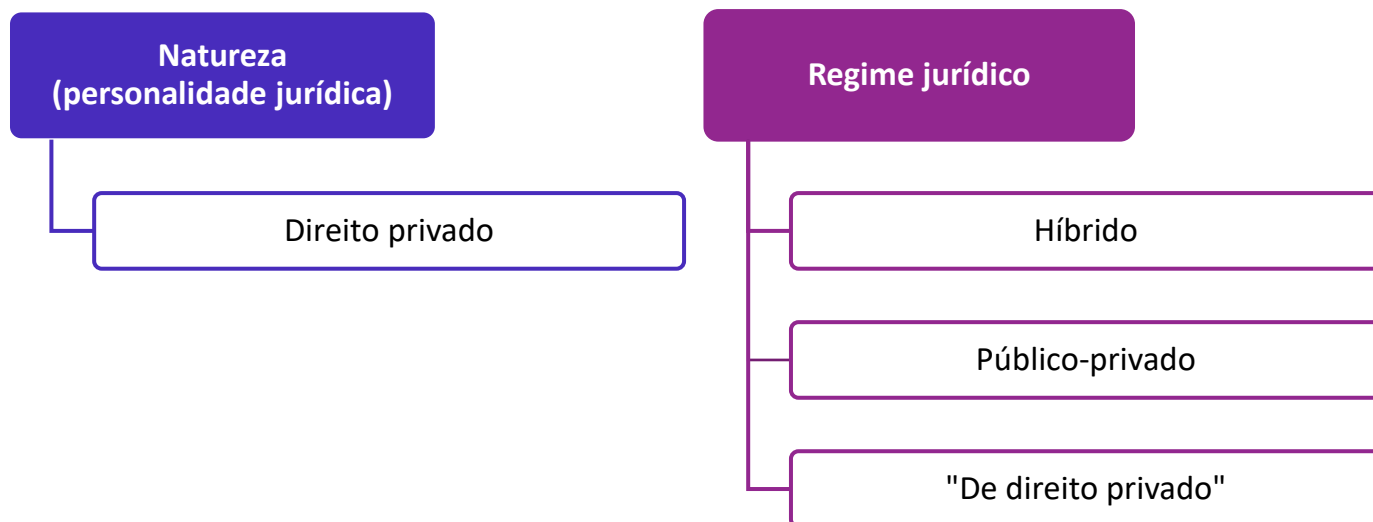 Natureza
(personalidade jurídica)
Direito privado
Regime jurídico
Híbrido
Público-privado
"De direito privado"